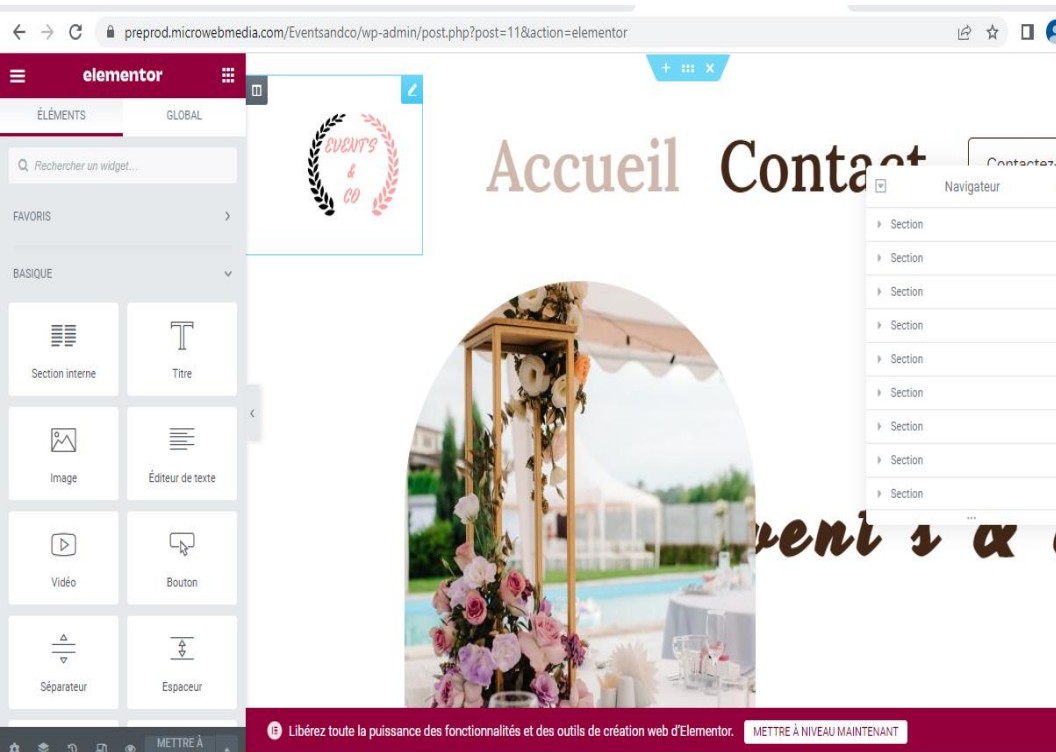 preprod.microwebmedia.com/Eventsandco/wp-admin/post.php?post=11&action=elementor
elementor
ÉLÉMENTS GLOBAL
Rechercher un widget...
FAVORIS
BASIQUE
Section interne Titre
Image Éditeur de texte
Vidéo Bouton
Séparateur Espaceur
METTRE À
EVENTS
&
CO
Accueil Contact
Navigateur
Section
Section
Section
Section
Section
Section
Section
Section
Section
...
&
Libérez toute la puissance des fonctionnalités et des outils de création web d'Elementor. METTRE À NIVEAU MAINTENANT